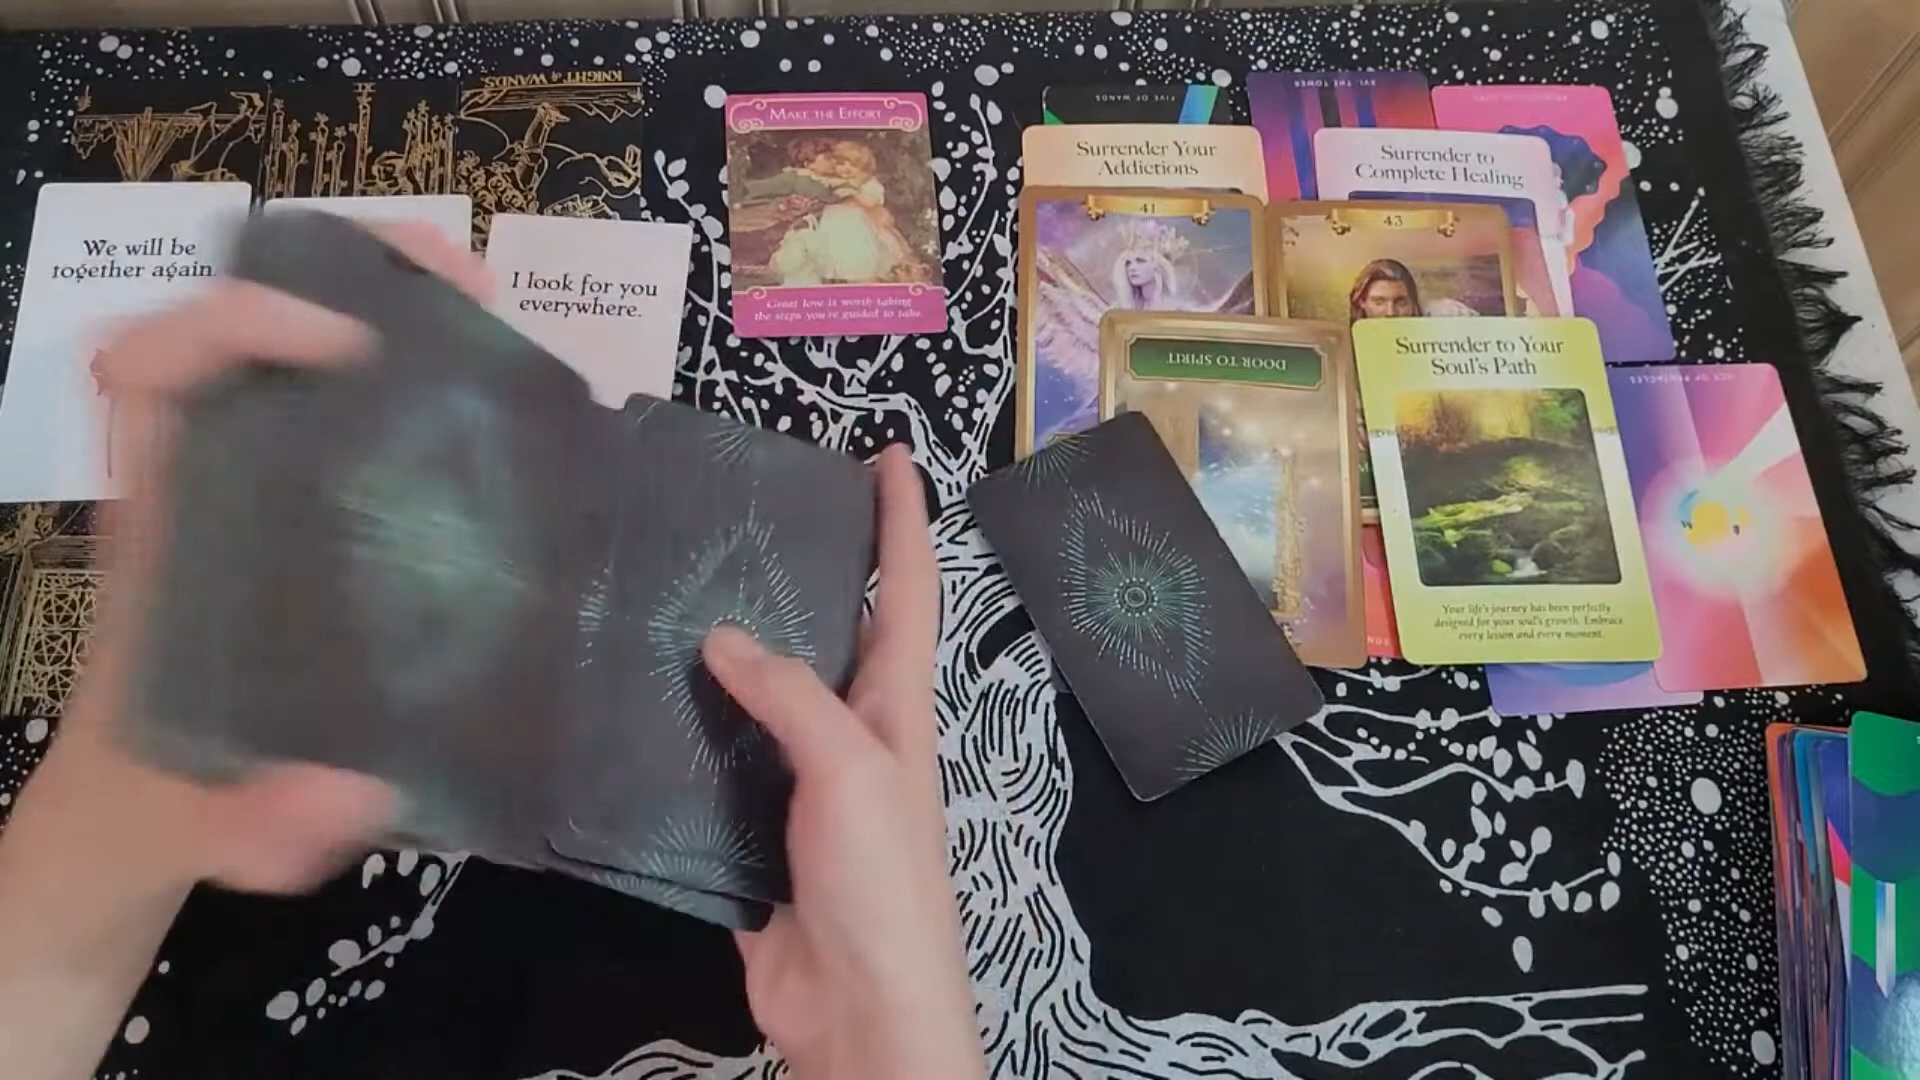 KNIGHT of WANDS.
IX
We will be
together again.
I look for you
everywhere.
MAKE THE EFFORT
Great love is worth taking
the steps you're guided to take.
FIVE OF WANDS
XVI. THE TOWER
Surrender Your
Addictions
Surrender to
Complete Healing
41
43
DOOR TO SPIRIT
Surrender to Your
Soul's Path
Your life's journey has been perfectly
designed for your soul's growth. Embrace
every lesson and every moment.
OF PENTACLES